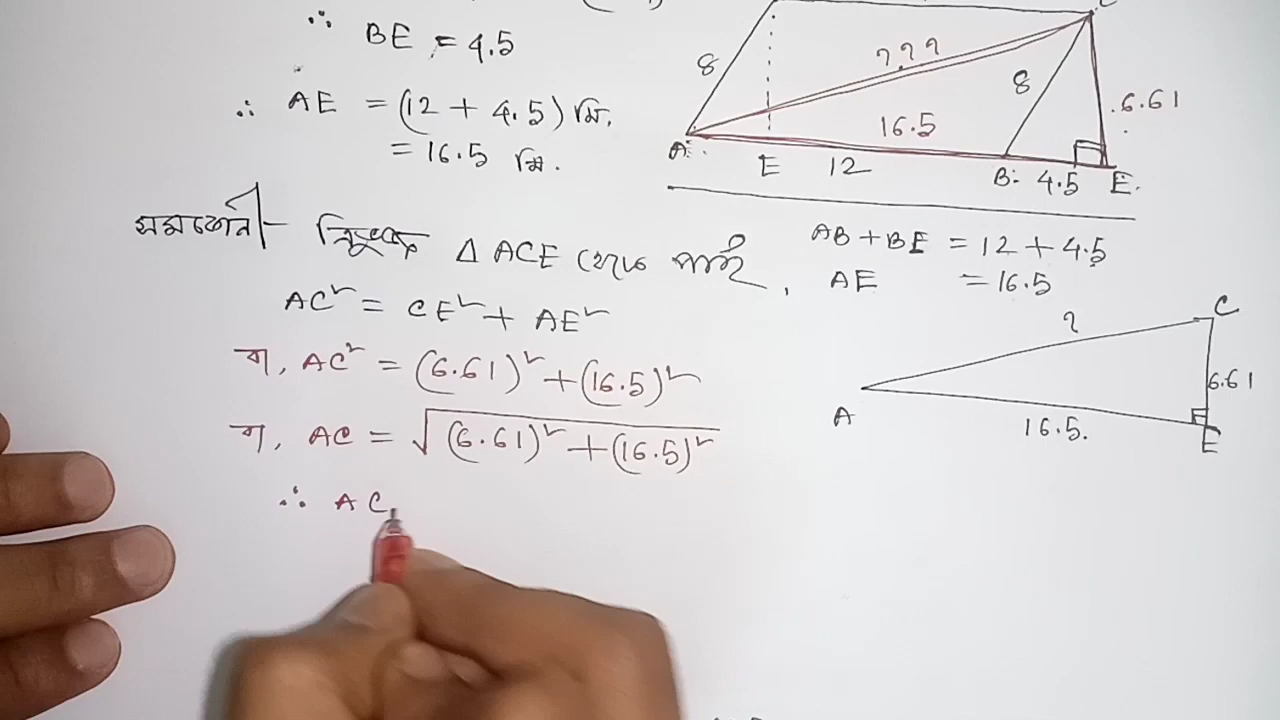 ∴ BE = 4.5
∴ AE = (12 + 4.5) মি.
= 16.5 মি.
C
8
???
8
6.61
16.5
A
E
12
B
4.5
E
সমকোনী ত্রিভুজ Δ ACE হতে পাই,
AC² = CE² + AE²
বা, AC² = (6.61)² + (16.5)²
বা, AC = √(6.61)² + (16.5)²
∴ AC
AB + BE = 12 + 4.5
AE = 16.5
C
?
6.61
A
16.5.
E